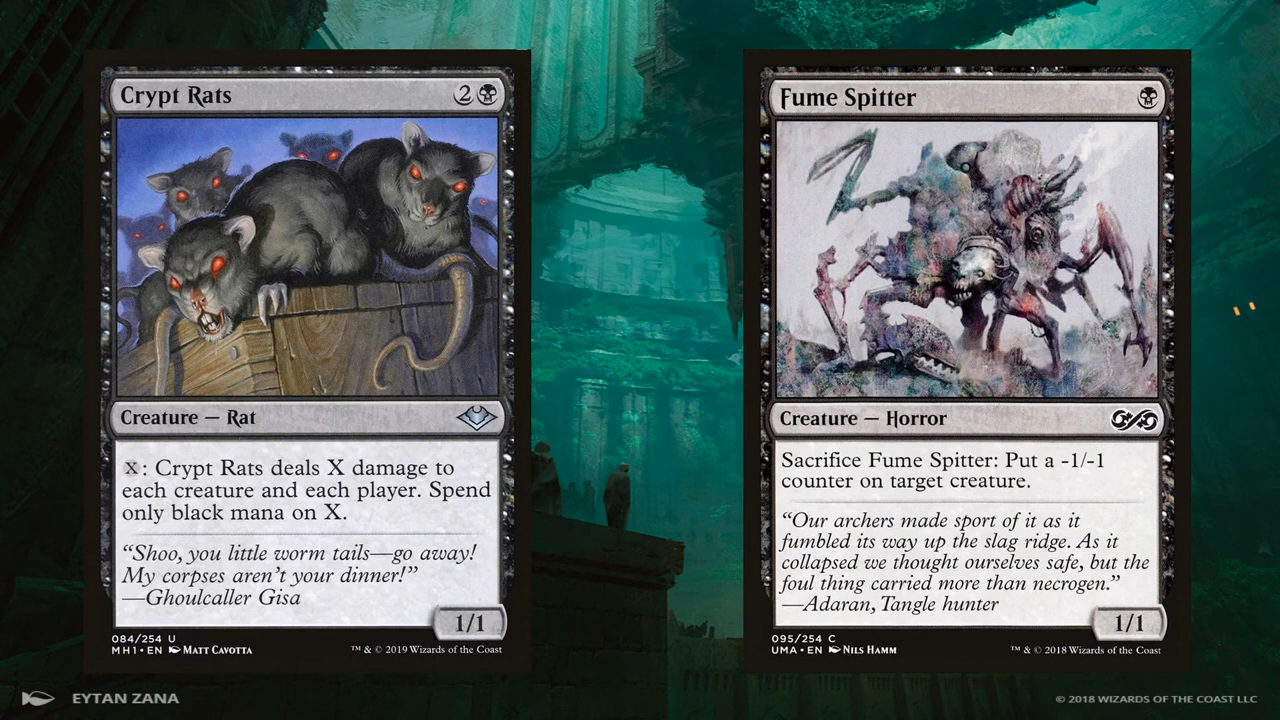 Crypt Rats
2
Creature — Rat
X: Crypt Rats deals X damage to
each creature and each player. Spend
only black mana on X.
“Shoo, you little worm tails—go away!
My corpses aren’t your dinner!”
—Ghoulcaller Gisa
1/1
084/254 U
MH1 • EN MATT CAVOTTA
™ & © 2019 Wizards of the Coast
Fume Spitter
Creature — Horror
Sacrifice Fume Spitter: Put a -1/-1
counter on target creature.
“Our archers made sport of it as it
fumbled its way up the slag ridge. As it
collapsed we thought ourselves safe, but the
foul thing carried more than necrogen.”
—Adaran, Tangle hunter
1/1
095/254 C
UMA • EN NILS HAMM
™ & © 2018 Wizards of the Coast
EYTAN ZANA
© 2018 WIZARDS OF THE COAST LLC